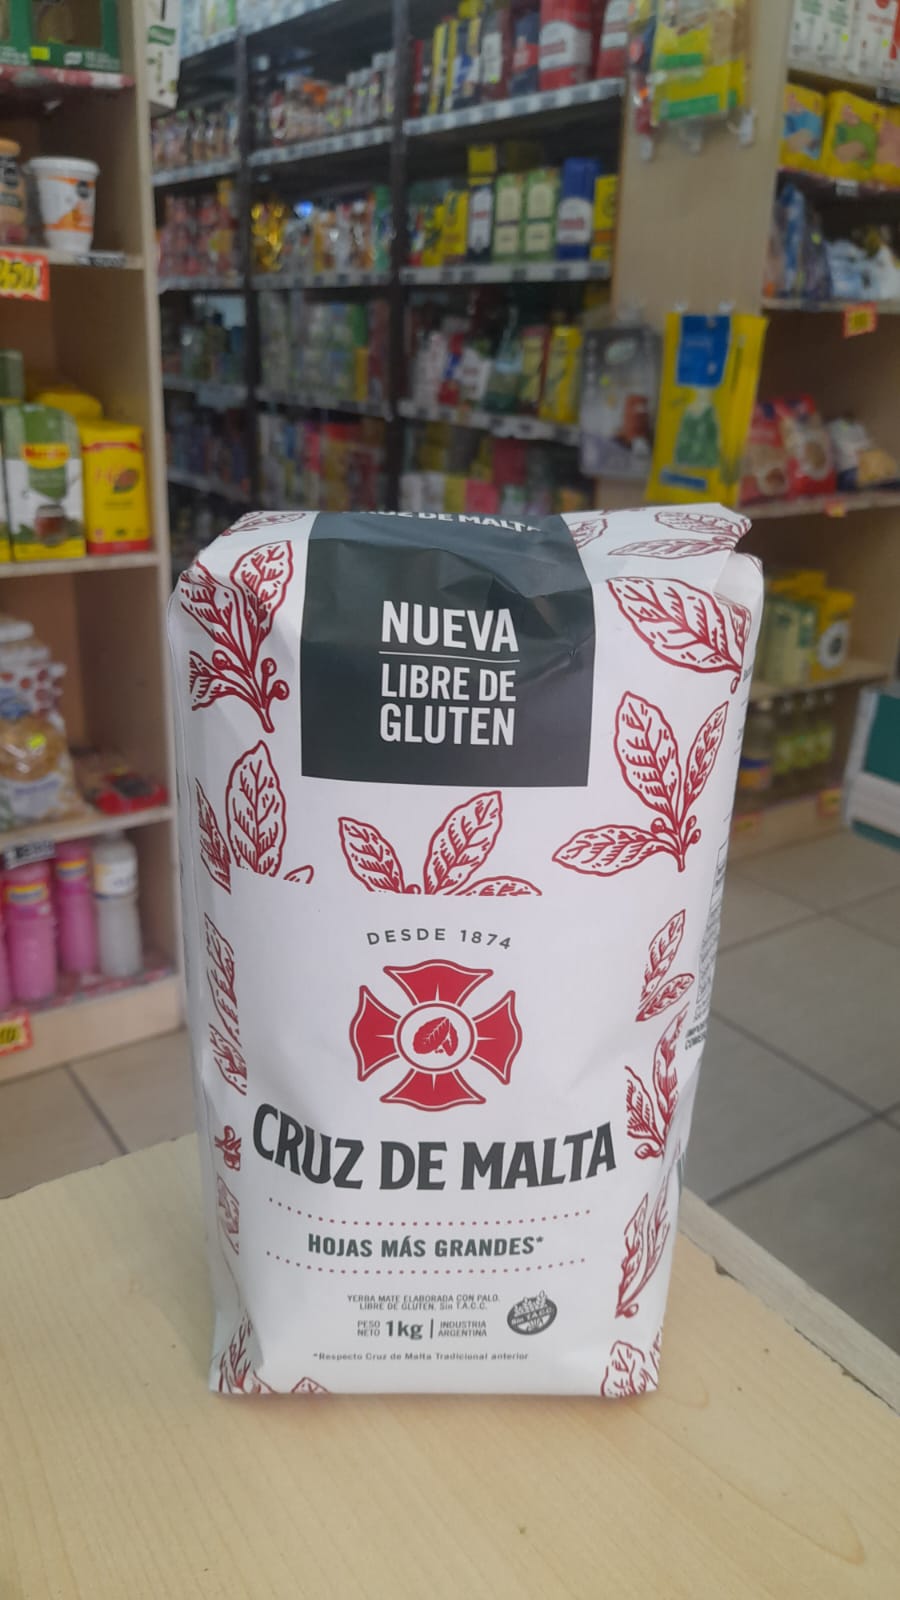 CRUZ DE MALTA
NUEVA
LIBRE DE
GLUTEN
DESDE 1874
CRUZ DE MALTA
HOJAS MÁS GRANDES*
YERBA MATE ELABORADA CON PALO.
LIBRE DE GLUTEN. Sin T.A.C.C.
PESO NETO 1kg | INDUSTRIA ARGENTINA
Sin T.A.C.C.
*Respecto Cruz de Malta Tradicional anterior